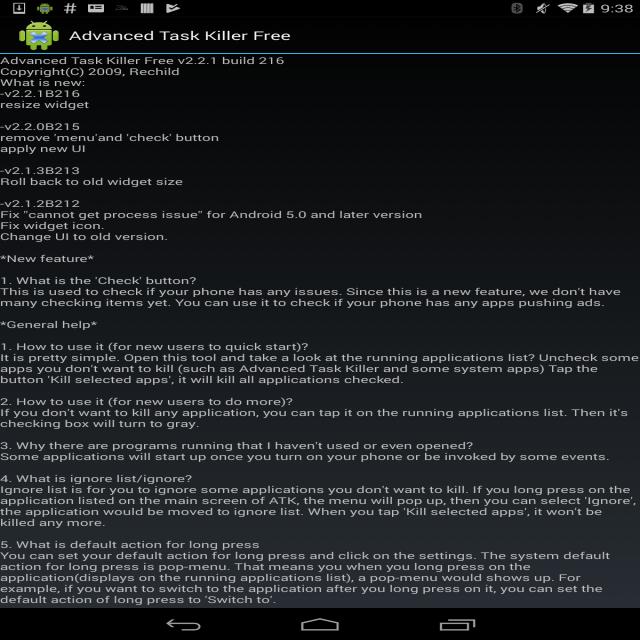 9:38
Advanced Task Killer Free
Advanced Task Killer Free v2.2.1 build 216
Copyright(C) 2009, Rechild
What is new:
-v2.2.1B216
resize widget
-v2.2.0B215
remove 'menu'and 'check' button
apply new UI
-v2.1.3B213
Roll back to old widget size
-v2.1.2B212
Fix "cannot get process issue" for Android 5.0 and later version
Fix widget icon.
Change UI to old version.
*New feature*
1. What is the 'Check' button?
This is used to check if your phone has any issues. Since this is a new feature, we don't have
many checking items yet. You can use it to check if your phone has any apps pushing ads.
*General help*
1. How to use it (for new users to quick start)?
It is pretty simple. Open this tool and take a look at the running applications list? Uncheck some
apps you don't want to kill (such as Advanced Task Killer and some system apps) Tap the
button 'Kill selected apps', it will kill all applications checked.
2. How to use it (for new users to do more)?
If you don't want to kill any application, you can tap it on the running applications list. Then it's
checking box will turn to gray.
3. Why there are programs running that I haven't used or even opened?
Some applications will start up once you turn on your phone or be invoked by some events.
4. What is ignore list/ignore?
Ignore list is for you to ignore some applications you don't want to kill. If you long press on the
application listed on the main screen of ATK, the menu will pop up, then you can select 'Ignore',
the application would be moved to ignore list. When you tap 'Kill selected apps', it won't be
killed any more.
5. What is default action for long press
You can set your default action for long press and click on the settings. The system default
action for long press is pop-menu. That means you when you long press on the
application(displays on the running applications list), a pop-menu would shows up. For
example, if you want to switch to the application after you long press on it, you can set the
default action of long press to 'Switch to'.